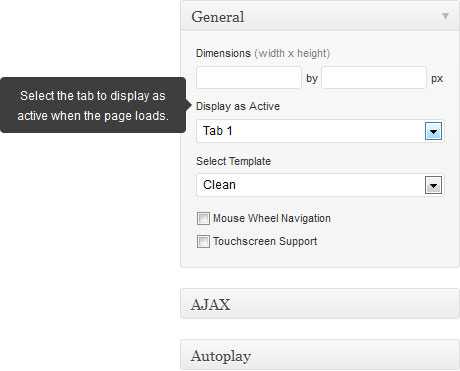 General
Dimensions (width x height)
by px
Select the tab to display as
active when the page loads.
Display as Active
Tab 1
Select Template
Clean
Mouse Wheel Navigation
Touchscreen Support
AJAX
Autoplay